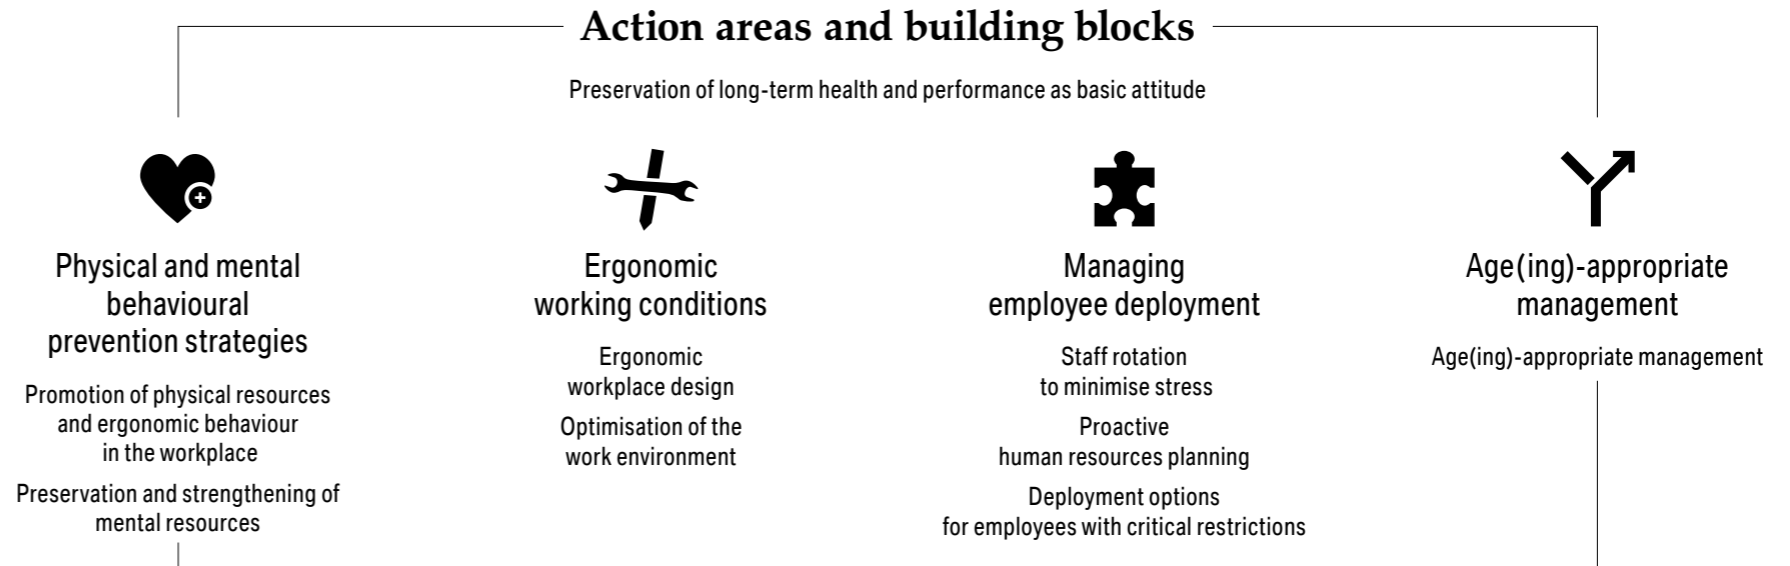 Action areas and building blocks
Preservation of long-term health and performance as basic attitude
Physical and mental
behavioural
prevention strategies
Promotion of physical resources
and ergonomic behaviour
in the workplace
Preservation and strengthening of
mental resources
Ergonomic
working conditions
Ergonomic
workplace design
Optimisation of the
work environment
Managing
employee deployment
Staff rotation
to minimise stress
Proactive
human resources planning
Deployment options
for employees with critical restrictions
Age(ing)-appropriate
management
Age(ing)-appropriate management